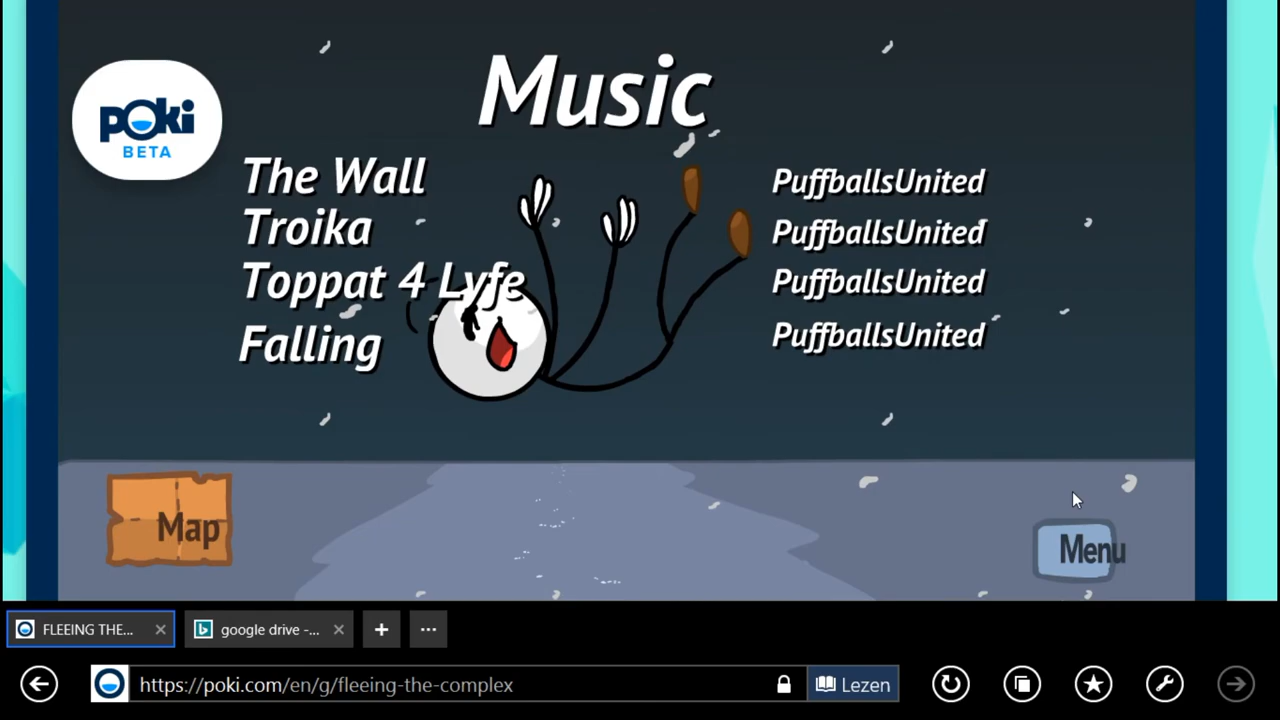 Music
poki
BETA
The Wall PuffballsUnited
Troika PuffballsUnited
Toppat 4 Lyfe PuffballsUnited
Falling PuffballsUnited
Map
Menu
FLEEING THE...
google drive -...
https://poki.com/en/g/fleeing-the-complex
Lezen